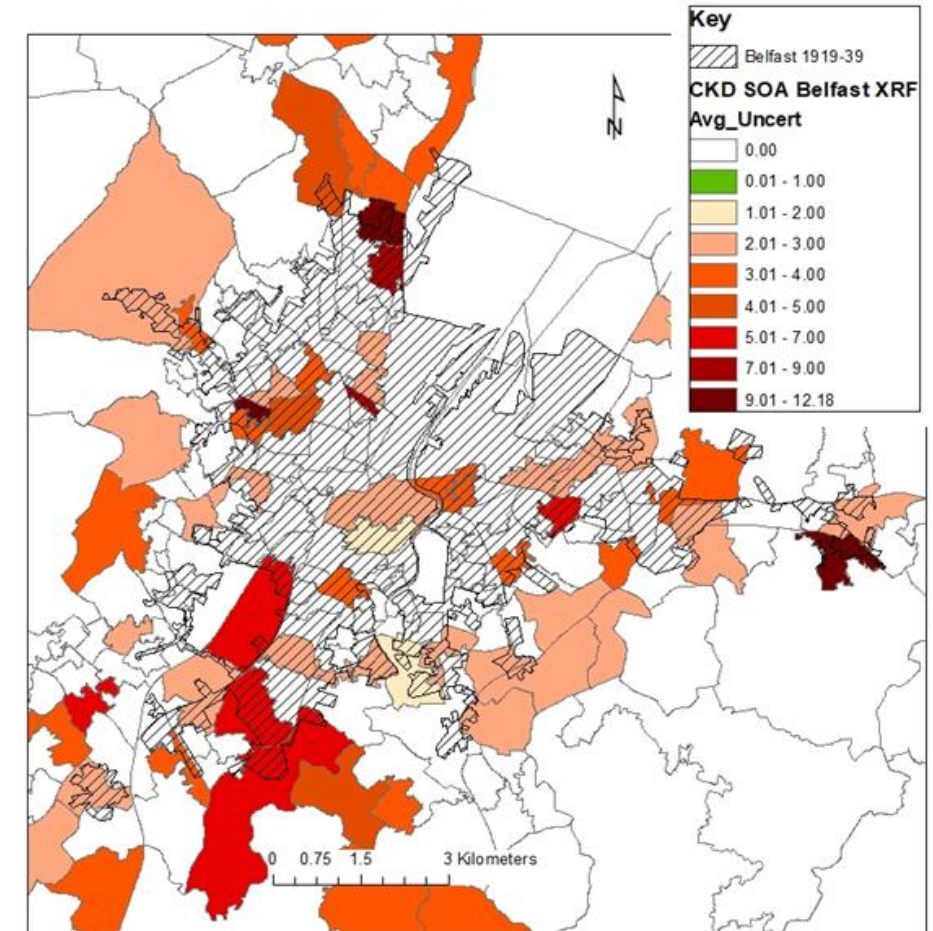 Key
Belfast 1919-39
CKD SOA Belfast XRF
Avg_Uncert
0.00
0.01 - 1.00
1.01 - 2.00
2.01 - 3.00
3.01 - 4.00
4.01 - 5.00
5.01 - 7.00
7.01 - 9.00
9.01 - 12.18
N
0 0.75 1.5 3 Kilometers